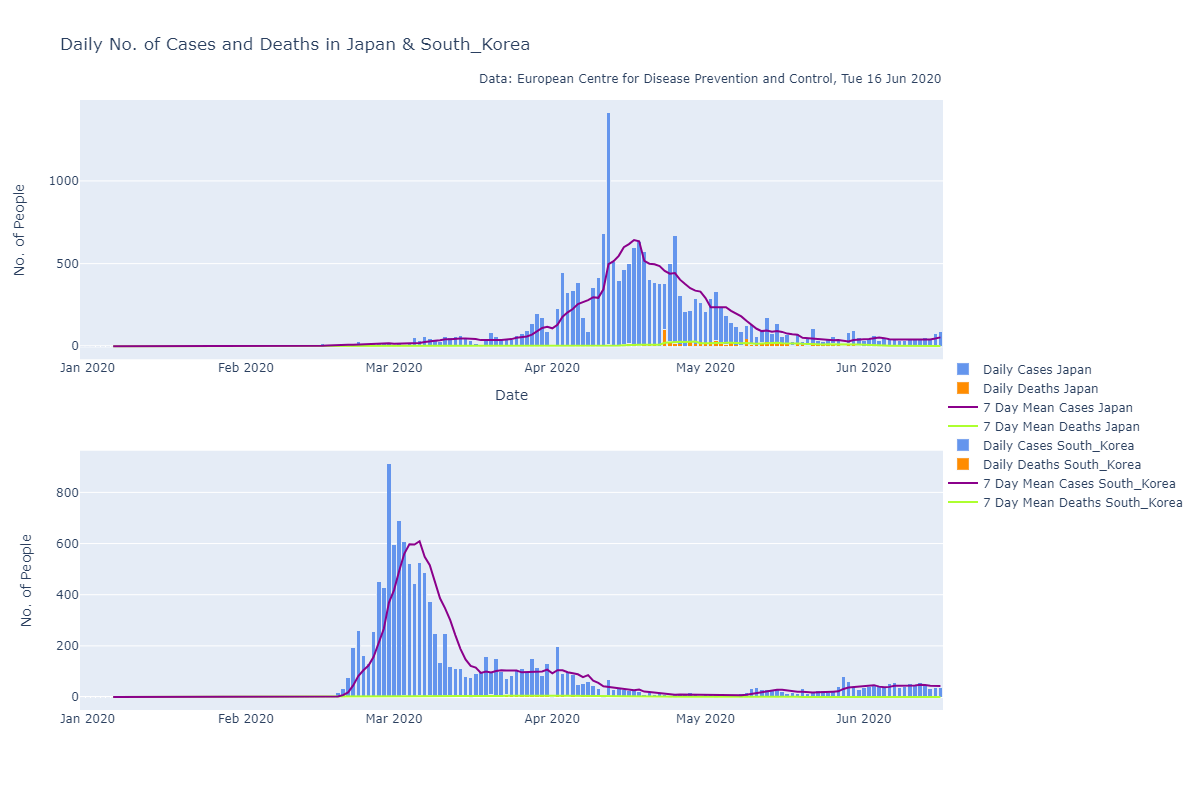 Daily No. of Cases and Deaths in Japan & South_Korea
Data: European Centre for Disease Prevention and Control, Tue 16 Jun 2020
No. of People
1000
500
0
Jan 2020 Feb 2020 Mar 2020 Apr 2020 May 2020 Jun 2020
Date
Daily Cases Japan
Daily Deaths Japan
7 Day Mean Cases Japan
7 Day Mean Deaths Japan
Daily Cases South_Korea
Daily Deaths South_Korea
7 Day Mean Cases South_Korea
7 Day Mean Deaths South_Korea
No. of People
800
600
400
200
0
Jan 2020 Feb 2020 Mar 2020 Apr 2020 May 2020 Jun 2020